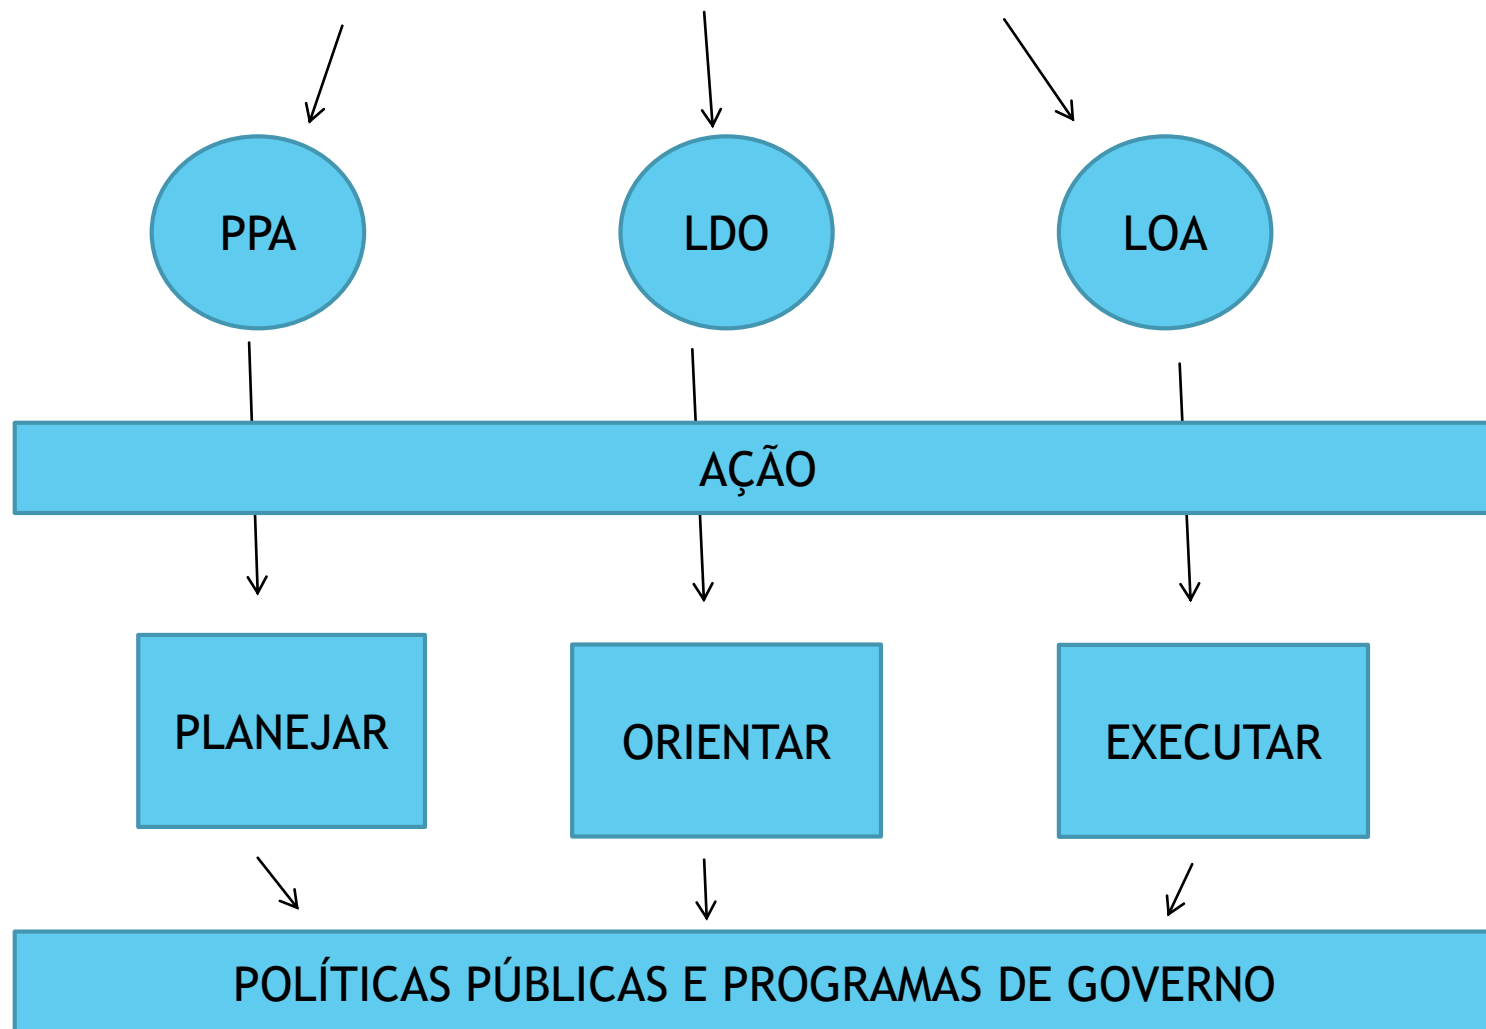 PPA
LDO
LOA
AÇÃO
PLANEJAR
ORIENTAR
EXECUTAR
POLÍTICAS PÚBLICAS E PROGRAMAS DE GOVERNO